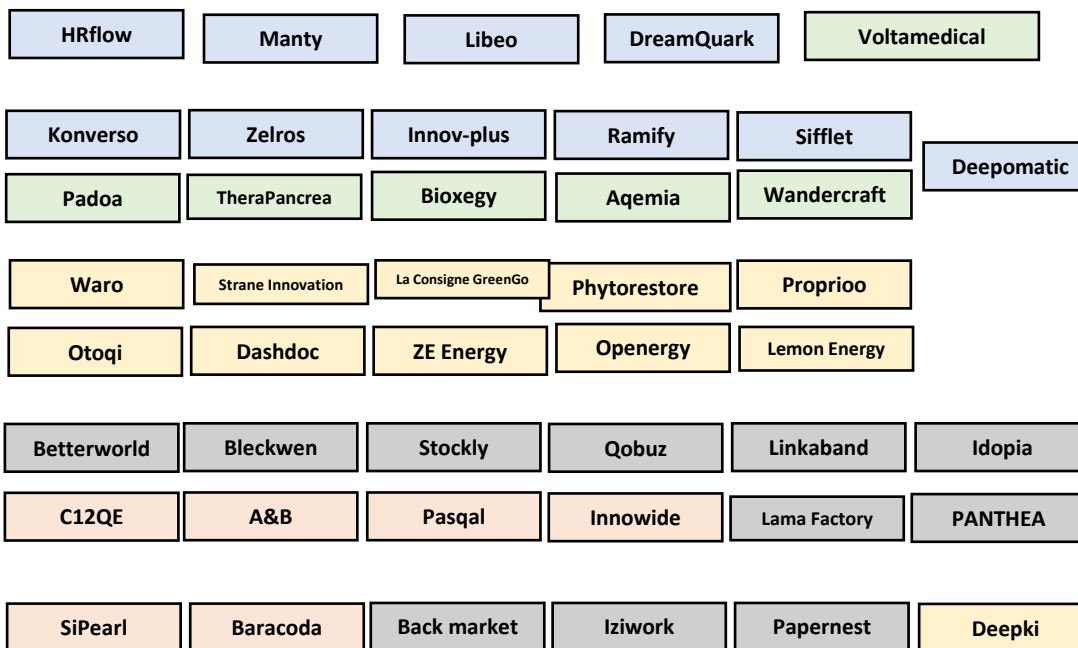 HRflow Manty Libeo DreamQuark Voltamedical
Konverso Zelros Innov-plus Ramify Sifflet
Deepomatic
Padoa TheraPancrea Bioxegy Aqemia Wandercraft
Waro Strane Innovation La Consigne GreenGo Phytorestore Proprioo
Otoqi Dashdoc ZE Energy Openergy Lemon Energy
Betterworld Bleckwen Stockly Qobuz Linkaband Idopia
C12QE A&B Pasqal Innowide Lama Factory PANTHEA
SiPearl Baracoda Back market Iziwork Papernest Deepki